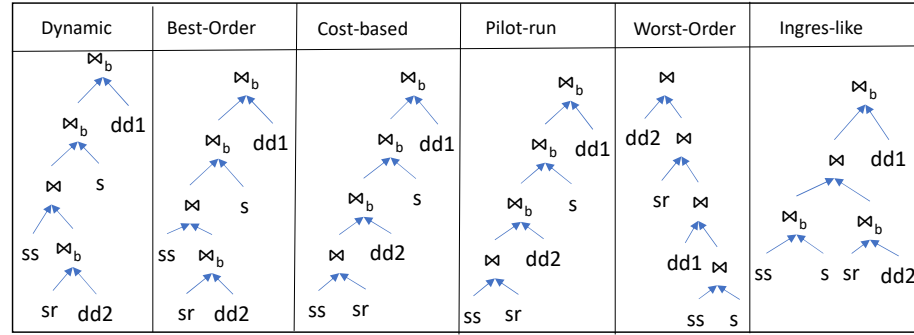 Dynamic
⋈b
⋈b dd1
⋈ s
ss ⋈b
sr dd2
Best-Order
⋈b
⋈b dd1
⋈ s
⋈b
sr dd2
Cost-based
⋈b
⋈b dd1
⋈b s
⋈ dd2
ss sr
Pilot-run
⋈b
⋈b dd1
⋈b s
⋈ dd2
ss sr
Worst-Order
⋈
dd2 ⋈
sr ⋈
dd1 ⋈
ss s
Ingres-like
⋈b
⋈ dd1
⋈b ⋈b
ss s sr dd2